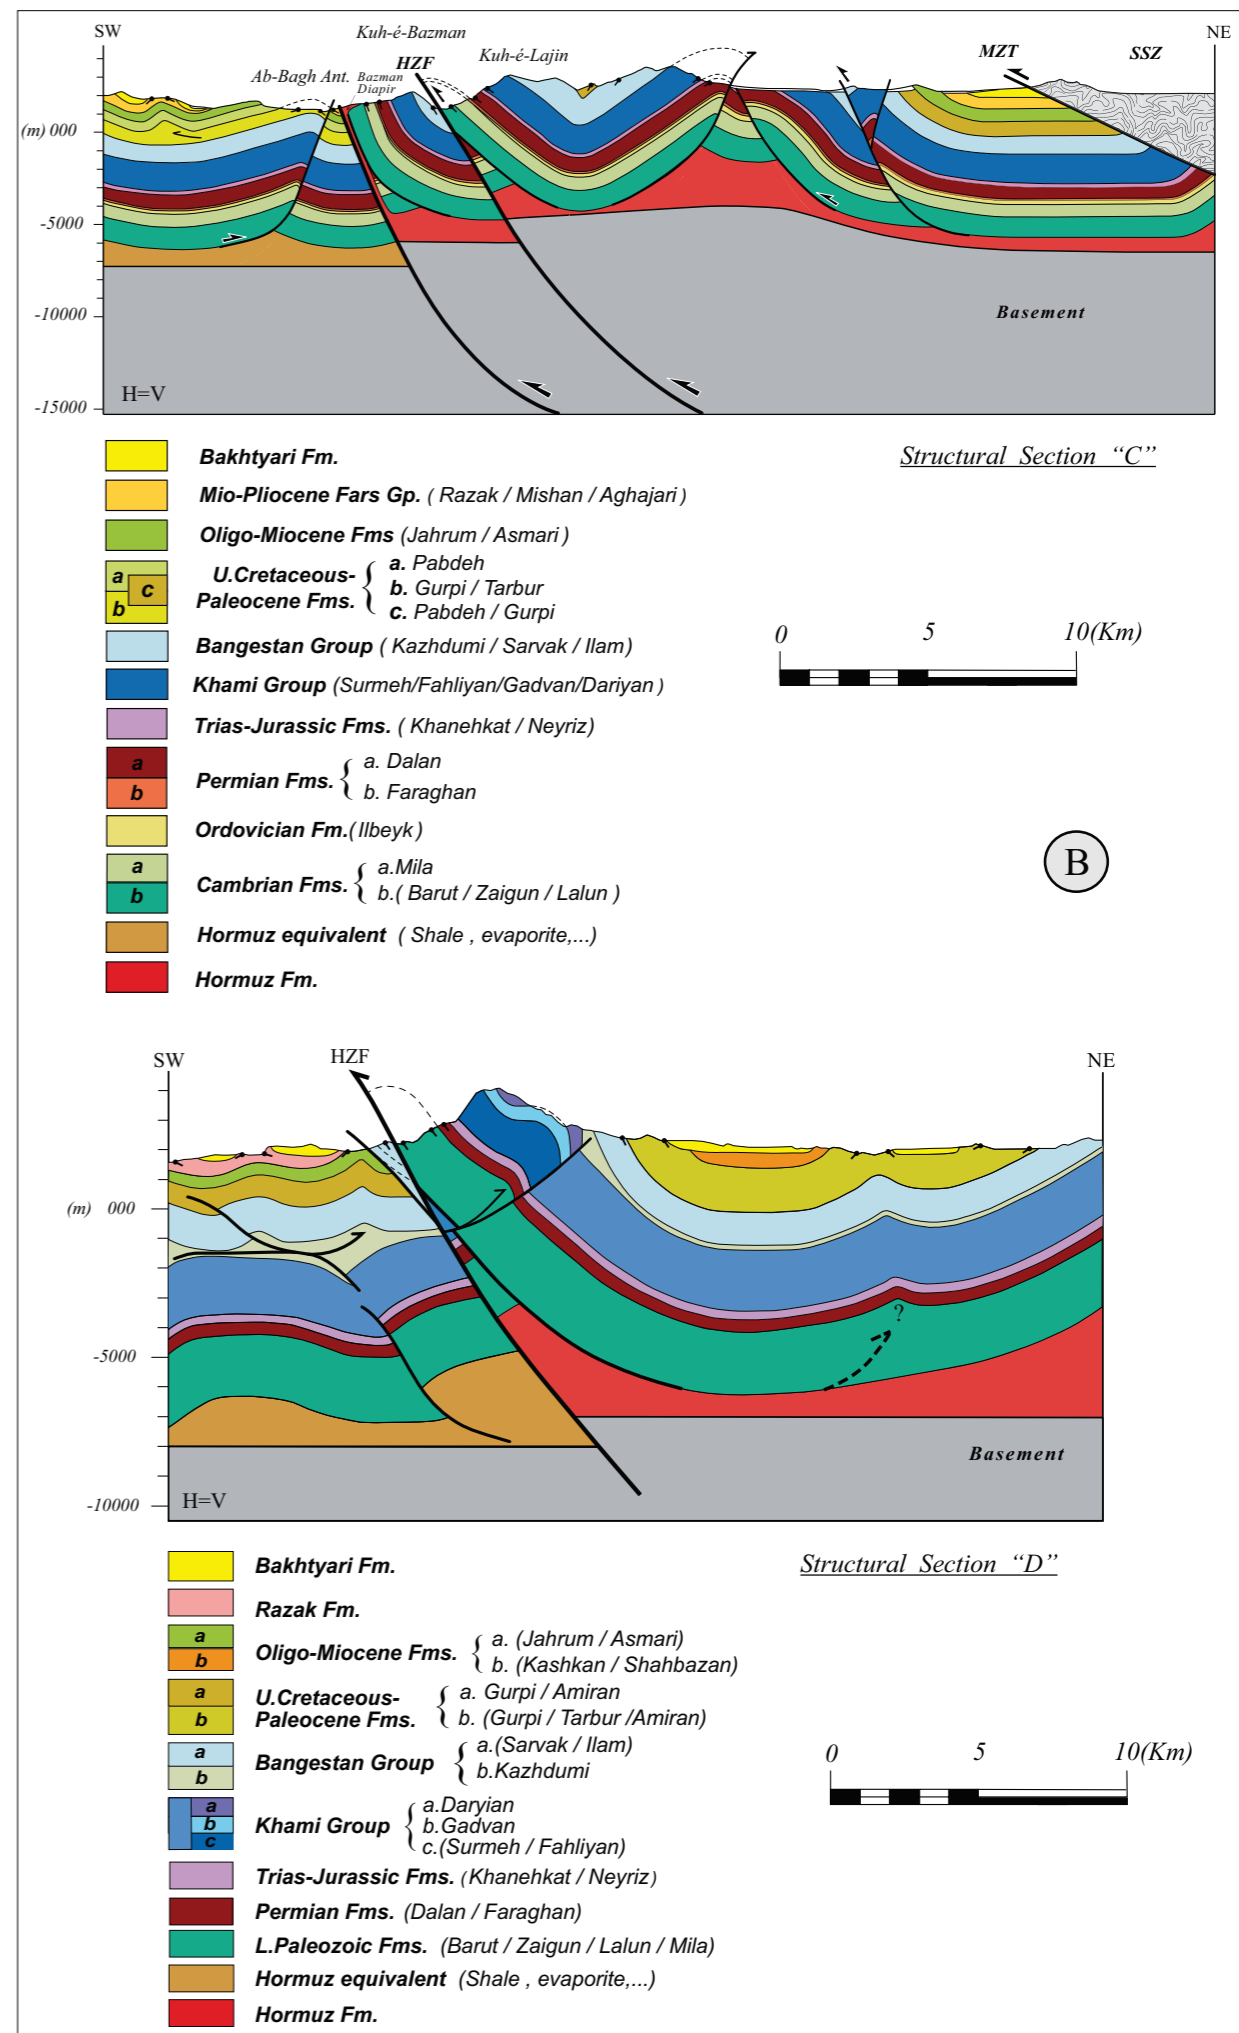 SW
Kuh-é-Bazman
NE
HZF
Kuh-é-Lajin
MZT
SSZ
Ab-Bagh Ant.
Bazman
Diapir
(m) 000
-5000
-10000
Basement
H=V
-15000
Structural Section “C”
Bakhtyari Fm.
Mio-Pliocene Fars Gp. ( Razak / Mishan / Aghajari )
Oligo-Miocene Fms (Jahrum / Asmari )
a
b
c
U.Cretaceous-
Paleocene Fms.
a. Pabdeh
b. Gurpi / Tarbur
c. Pabdeh / Gurpi
Bangestan Group ( Kazhdumi / Sarvak / Ilam)
Khami Group (Surmeh/Fahliyan/Gadvan/Dariyan )
0 5 10(Km)
Trias-Jurassic Fms. ( Khanehkat / Neyriz)
a
b
Permian Fms.
a. Dalan
b. Faraghan
Ordovician Fm.(Ilbeyk)
B
a
b
Cambrian Fms.
a.Mila
b.( Barut / Zaigun / Lalun )
Hormuz equivalent ( Shale , evaporite,...)
Hormuz Fm.
SW
HZF
NE
(m) 000
?
-5000
Basement
-10000
H=V
Structural Section “D”
Bakhtyari Fm.
Razak Fm.
a
b
Oligo-Miocene Fms.
a. (Jahrum / Asmari)
b. (Kashkan / Shahbazan)
a
b
U.Cretaceous-
Paleocene Fms.
a. Gurpi / Amiran
b. (Gurpi / Tarbur /Amiran)
a
b
Bangestan Group
a.(Sarvak / Ilam)
b.Kazhdumi
0 5 10(Km)
a
b
c
Khami Group
a.Daryian
b.Gadvan
c.(Surmeh / Fahliyan)
Trias-Jurassic Fms. (Khanehkat / Neyriz)
Permian Fms. (Dalan / Faraghan)
L.Paleozoic Fms. (Barut / Zaigun / Lalun / Mila)
Hormuz equivalent (Shale , evaporite,...)
Hormuz Fm.